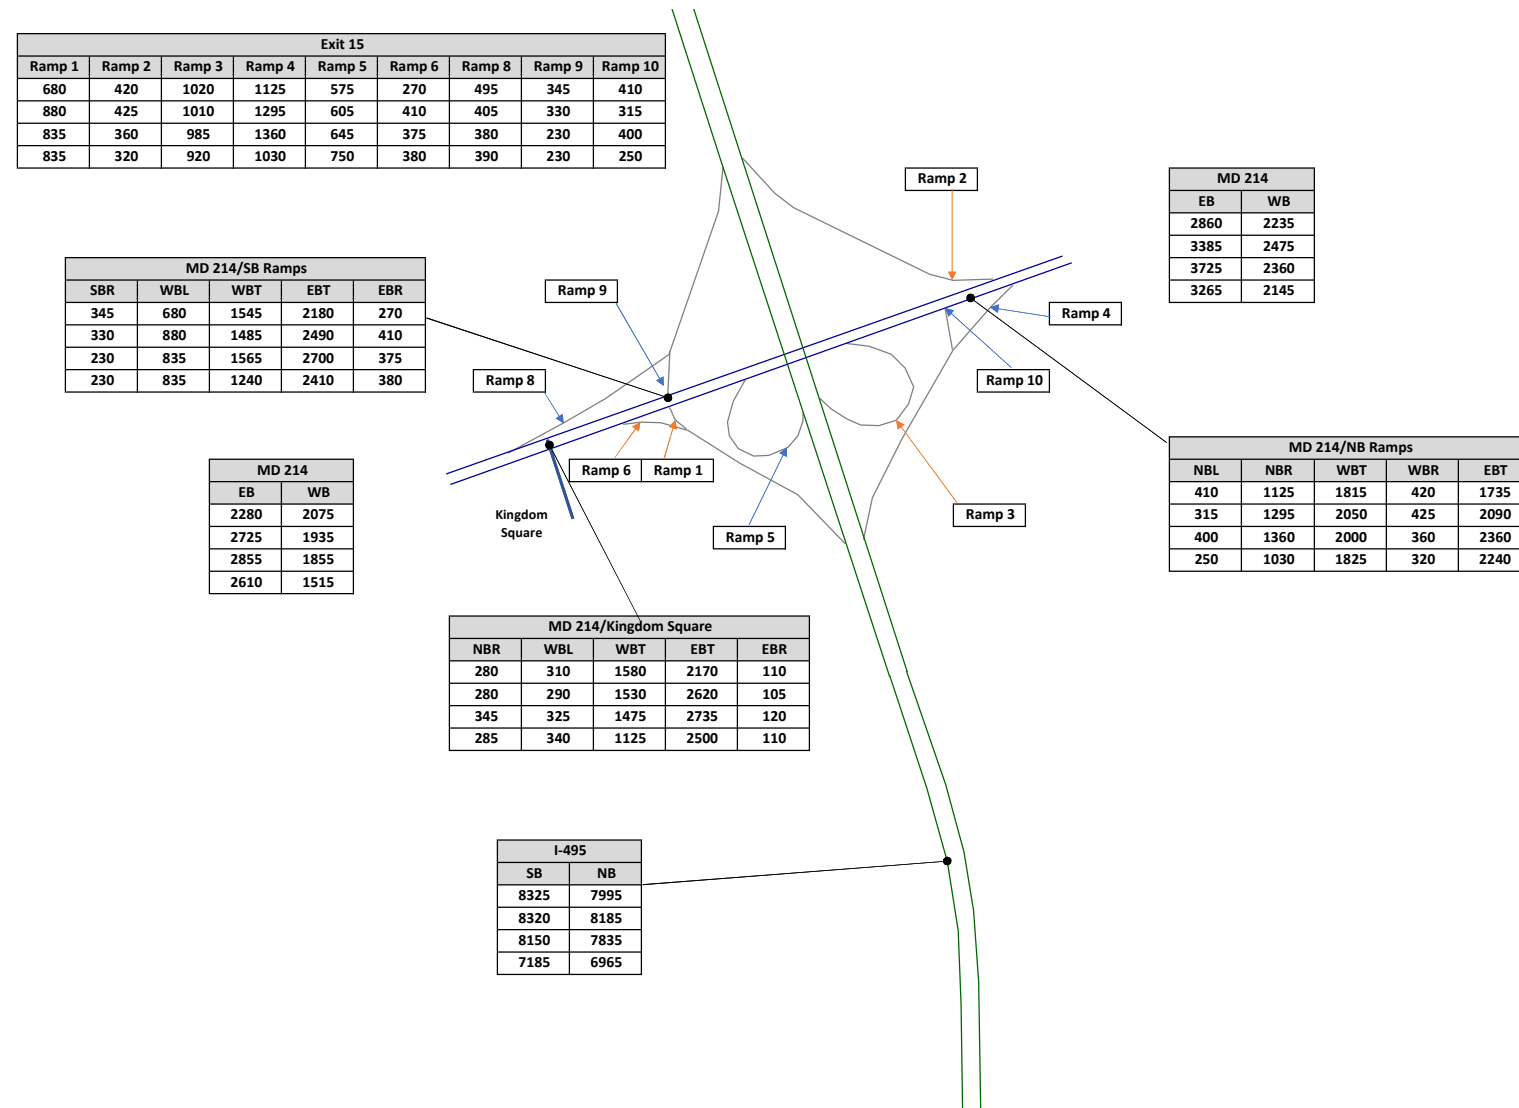 Exit 15
Ramp 1 Ramp 2 Ramp 3 Ramp 4 Ramp 5 Ramp 6 Ramp 8 Ramp 9 Ramp 10
680 420 1020 1125 575 270 495 345 410
880 425 1010 1295 605 410 405 330 315
835 360 985 1360 645 375 380 230 400
835 320 920 1030 750 380 390 230 250
Ramp 2
MD 214
EB WB
2860 2235
3385 2475
3725 2360
3265 2145
MD 214/SB Ramps
SBR WBL WBT EBT EBR
345 680 1545 2180 270
330 880 1485 2490 410
230 835 1565 2700 375
230 835 1240 2410 380
Ramp 9
Ramp 4
Ramp 8
Ramp 10
Ramp 6 Ramp 1
Ramp 3
Ramp 5
MD 214/NB Ramps
NBL NBR WBT WBR EBT
410 1125 1815 420 1735
315 1295 2050 425 2090
400 1360 2000 360 2360
250 1030 1825 320 2240
MD 214
EB WB
2280 2075
2725 1935
2855 1855
2610 1515
Kingdom
Square
MD 214/Kingdom Square
NBR WBL WBT EBT EBR
280 310 1580 2170 110
280 290 1530 2620 105
345 325 1475 2735 120
285 340 1125 2500 110
I-495
SB NB
8325 7995
8320 8185
8150 7835
7185 6965